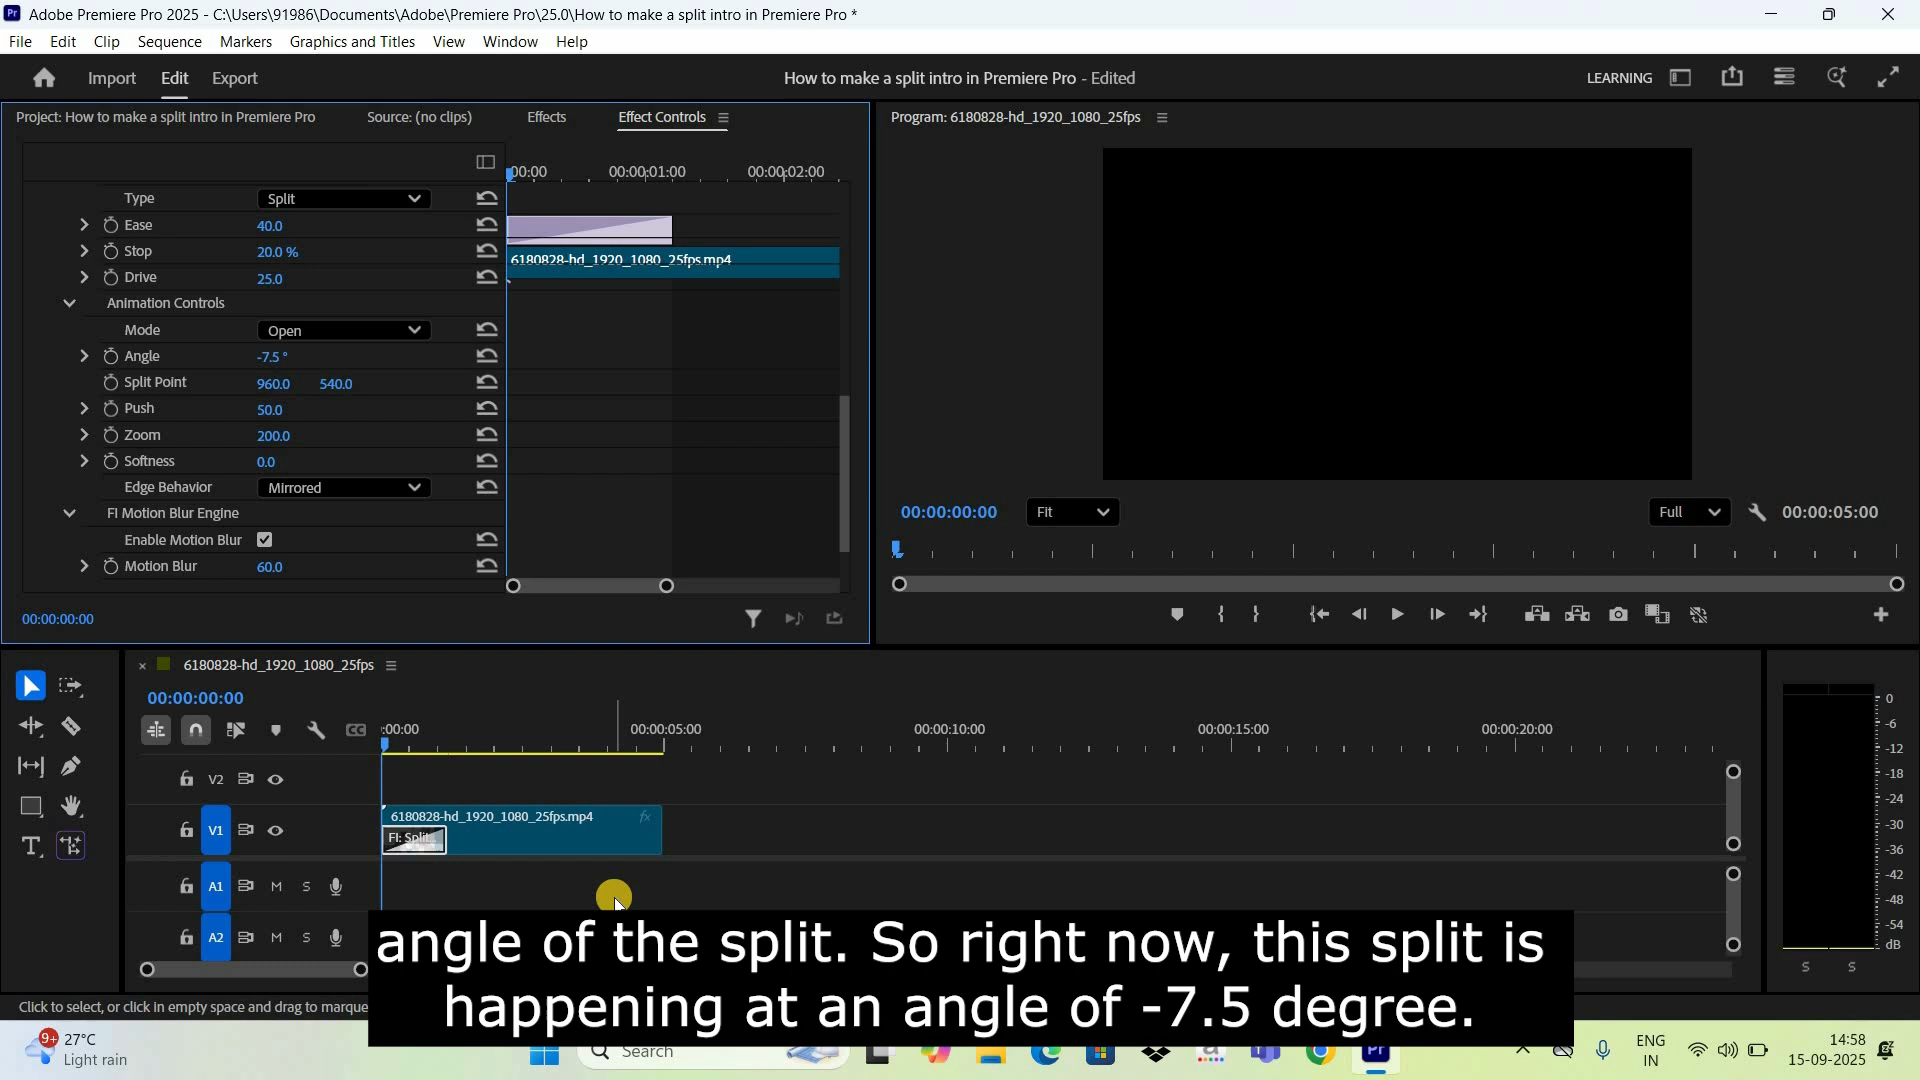 Adobe Premiere Pro 2025 - C:\Users\91986\Documents\Adobe\Premiere Pro\25.0\How to make a split intro in Premiere Pro *
File Edit Clip Sequence Markers Graphics and Titles View Window Help
Import Edit Export
How to make a split intro in Premiere Pro - Edited
LEARNING
Project: How to make a split intro in Premiere Pro
Source: (no clips)
Effects
Effect Controls
:00:00 00:00:01:00 00:00:02:00
Type Split
Ease 40.0
Stop 20.0 %
6180828-hd_1920_1080_25fps.mp4
Drive 25.0
Animation Controls
Mode Open
Angle -7.5 °
Split Point 960.0 540.0
Push 50.0
Zoom 200.0
Softness 0.0
Edge Behavior Mirrored
FI Motion Blur Engine
Enable Motion Blur
Motion Blur 60.0
00:00:00:00
Program: 6180828-hd_1920_1080_25fps
00:00:00:00 Fit Full 00:00:05:00
6180828-hd_1920_1080_25fps
00:00:00:00
:00:00 00:00:05:00 00:00:10:00 00:00:15:00 00:00:20:00
V2
V1
6180828-hd_1920_1080_25fps.mp4 fx
FI: Split
A1 M S
A2 M S
0
-6
-12
-18
-24
-30
-36
-42
-48
-54
dB
S S
angle of the split. So right now, this split is
happening at an angle of -7.5 degree.
Click to select, or click in empty space and drag to marque
9+
27°C
Light rain
Search
Pr
ENG
IN
14:58
15-09-2025